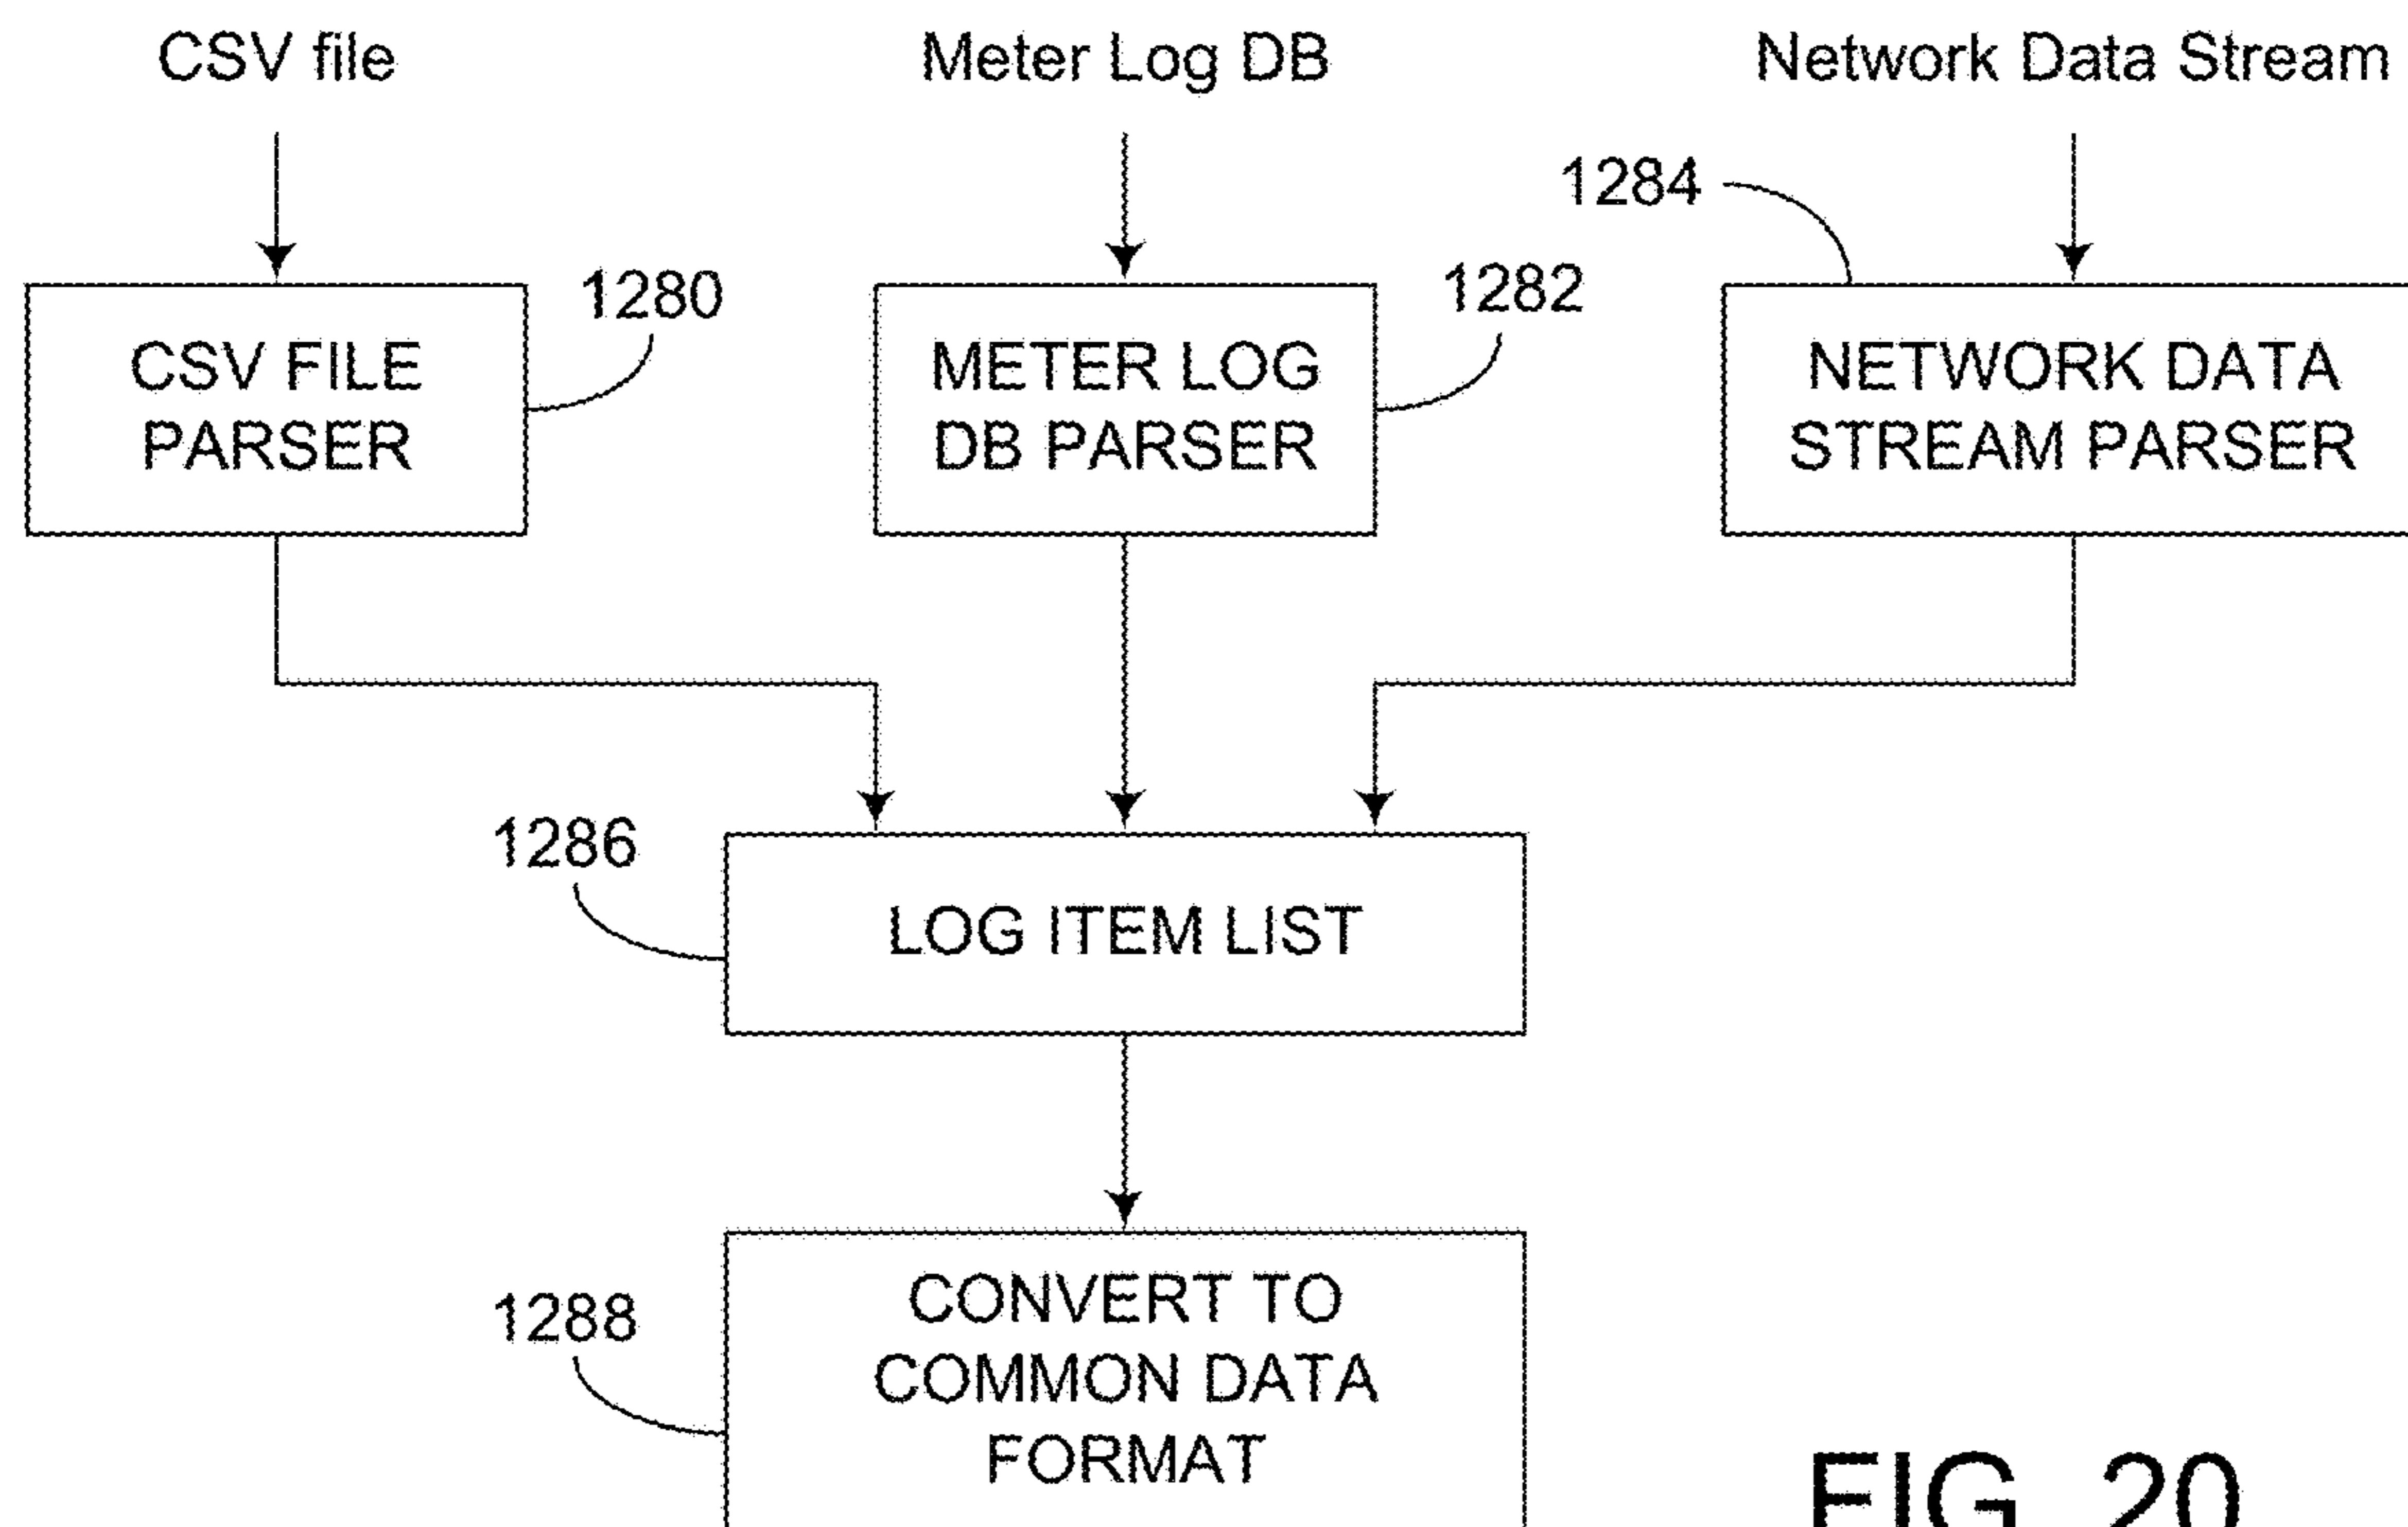 CSV file
Meter Log DB
Network Data Stream
1284
1280
1282
CSV FILE
PARSER
METER LOG
DB PARSER
NETWORK DATA
STREAM PARSER
1286
LOG ITEM LIST
1288
CONVERT TO
COMMON DATA
FORMAT
FIG. 20